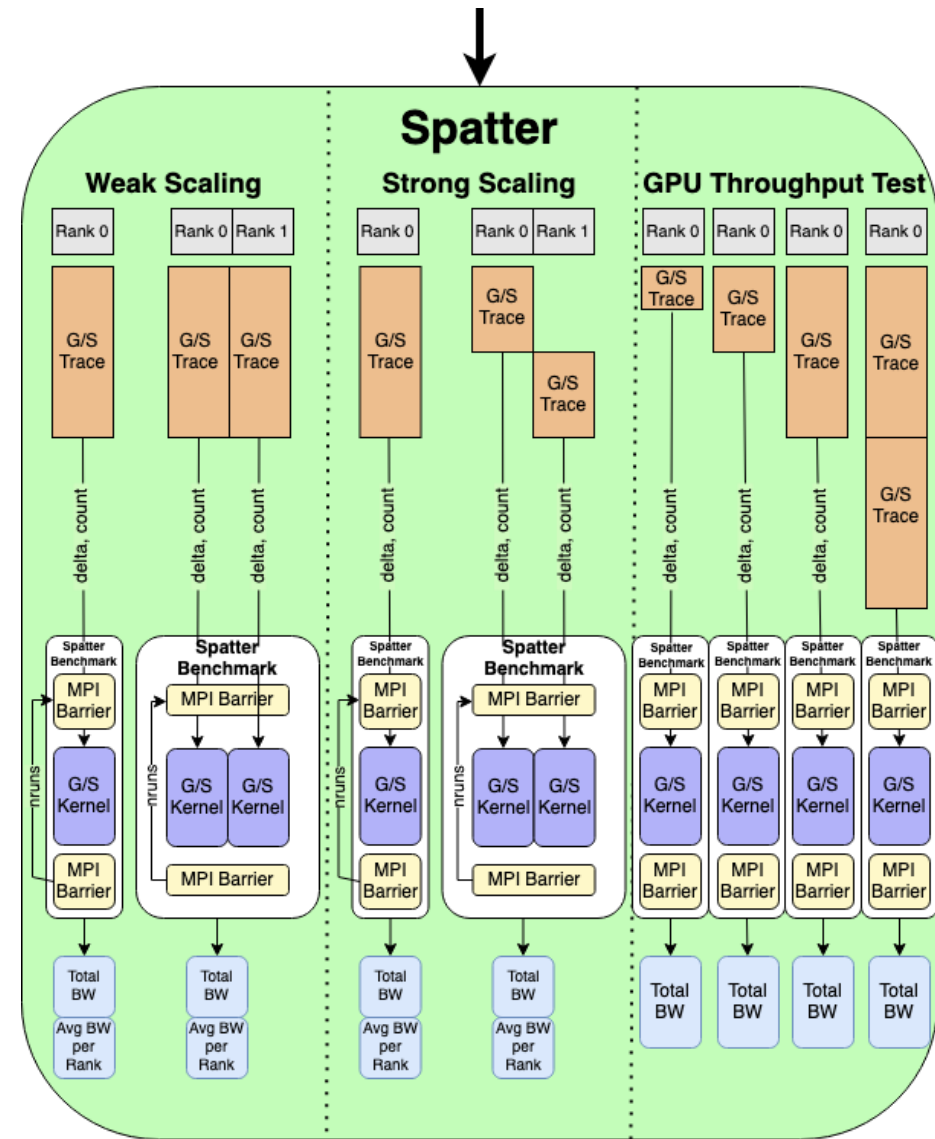 Spatter
Weak Scaling
Strong Scaling
GPU Throughput Test
Rank 0
Rank 0
Rank 1
Rank 0
Rank 0
Rank 1
Rank 0
Rank 0
Rank 0
Rank 0
G/S
Trace
G/S
Trace
G/S
Trace
G/S
Trace
G/S
Trace
G/S
Trace
G/S
Trace
G/S
Trace
G/S
Trace
G/S
Trace
G/S
Trace
delta, count
delta, count
delta, count
delta, count
delta, count
delta, count
delta, count
delta, count
delta, count
Spatter
Benchmark
MPI
Barrier
G/S
Kernel
MPI
Barrier
nruns
Spatter
Benchmark
MPI Barrier
G/S
Kernel
G/S
Kernel
MPI Barrier
nruns
Spatter
Benchmark
MPI
Barrier
G/S
Kernel
MPI
Barrier
nruns
Spatter
Benchmark
MPI Barrier
G/S
Kernel
G/S
Kernel
MPI Barrier
nruns
Spatter
Benchmark
MPI
Barrier
G/S
Kernel
MPI
Barrier
Spatter
Benchmark
MPI
Barrier
G/S
Kernel
MPI
Barrier
Spatter
Benchmark
MPI
Barrier
G/S
Kernel
MPI
Barrier
Spatter
Benchmark
MPI
Barrier
G/S
Kernel
MPI
Barrier
Total
BW
Avg BW
per
Rank
Total
BW
Avg BW
per
Rank
Total
BW
Avg BW
per
Rank
Total
BW
Avg BW
per
Rank
Total
BW
Total
BW
Total
BW
Total
BW